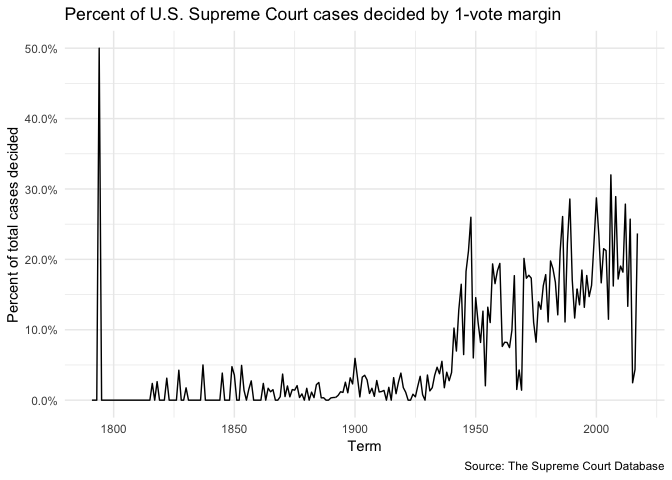 Percent of U.S. Supreme Court cases decided by 1-vote margin
50.0%
40.0%
30.0%
20.0%
10.0%
0.0%
Percent of total cases decided
1800 1850 1900 1950 2000
Term
Source: The Supreme Court Database